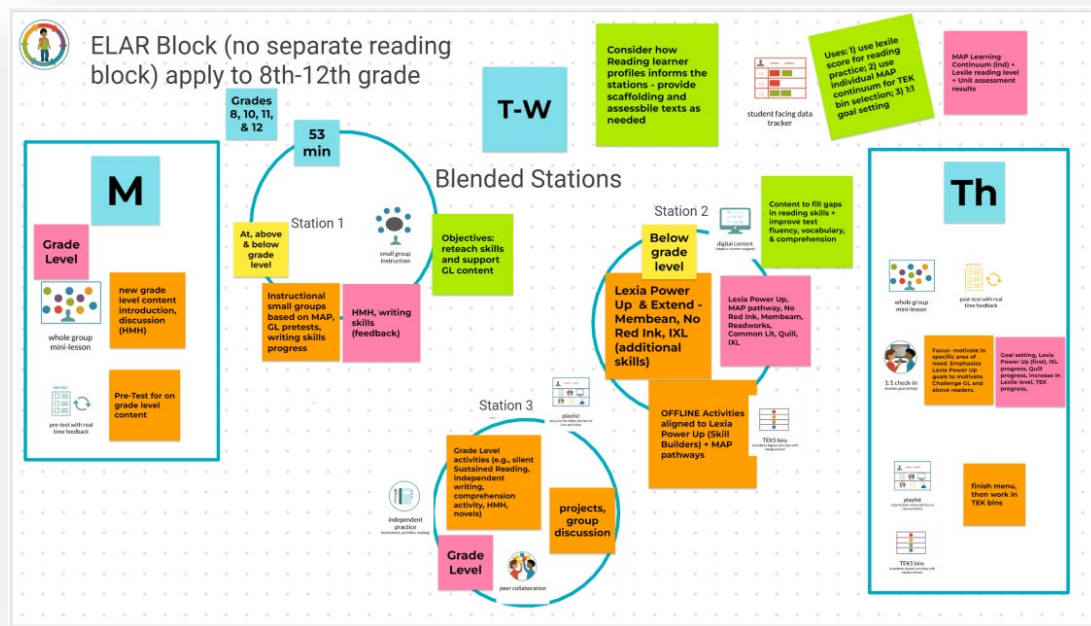 ELAR Block (no separate reading
block) apply to 8th-12th grade
Grades
8, 10, 11,
& 12
53
min
T-W
Consider how
Reading learner
profiles informs the
stations - provide
scaffolding and
assessbile texts as
needed
student facing data
tracker
Uses: 1) use lexile
score for reading
practice; 2) use
individual MAP
continuum for TEK
bin selection; 3) 1:1
goal setting
MAP Learning
Continuum (ind) +
Lexile reading level
+ Unit assessment
results
M
Grade
Level
new grade
level content
introduction,
discussion
(HMH)
whole group
mini-lesson
Pre-Test for on
grade level
content
pre-test with real
time feedback
Blended Stations
Station 1
At, above
& below
grade
level
small group
instruction
Objectives:
reteach skills
and support
GL content
Instructional
small groups
based on MAP,
GL pretests,
writing skills
progress
HMH, writing
skills
(feedback)
Station 2
Below
grade
level
digital content
Content to fill gaps
in reading skills +
improve text
fluency, vocabulary,
& comprehension
Lexia Power
Up & Extend -
Membean, No
Red Ink, IXL
(additional
skills)
Lexia Power Up,
MAP pathway, No
Red Ink, Membean,
Readworks,
Common Lit, Quill,
IXL
OFFLINE Activities
aligned to Lexia
Power Up (Skill
Builders) + MAP
pathways
TEKS bins
Station 3
playlist
Grade Level
activities (e.g., silent
Sustained Reading,
independent
writing,
comprehension
activity, HMH,
novels)
independent
practice
projects,
group
discussion
Grade
Level
peer collaboration
Th
whole group
mini-lesson
post-test with real
time feedback
1:1 check-in
Focus- motivate in
specific area of
need. Emphasize
Lexia Power Up
goals to motivate.
Challenge GL and
above readers.
Goal setting, Lexia
Power Up (first), IXL
progress, Quill
progress, increase in
Lexile level, TEK
progress,
playlist
finish menu,
then work in
TEK bins
TEKS bins